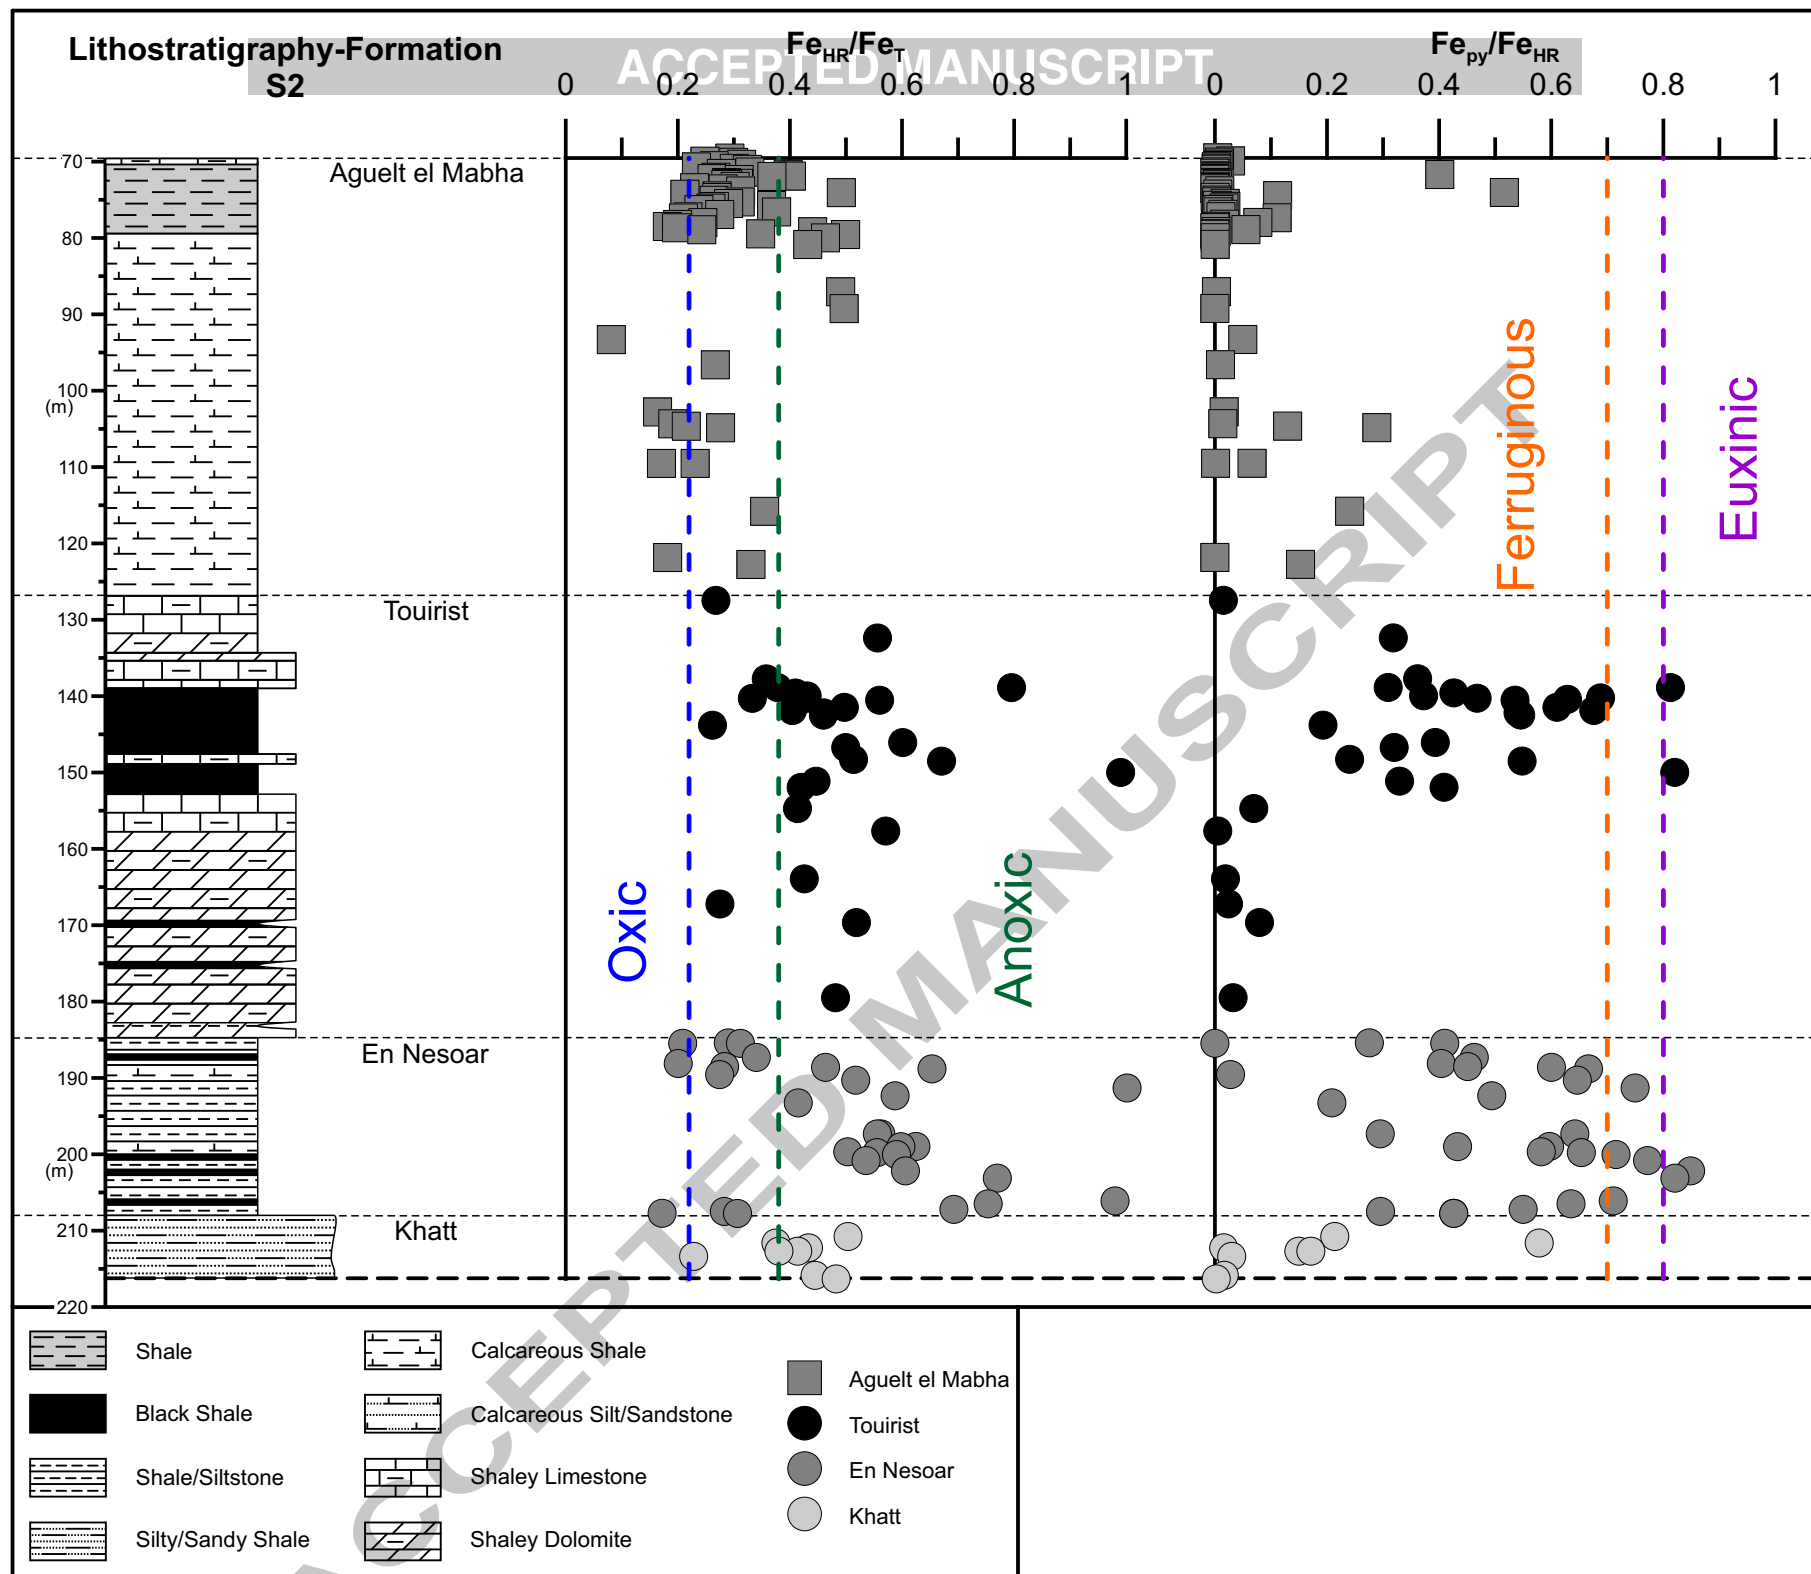 Lithostratigraphy-Formation
S2
ACCEPTED MANUSCRIPT
FeHR/FeT
Fepy/FeHR
0 0.2 0.4 0.6 0.8 1
0 0.2 0.4 0.6 0.8 1
70
80
90
100
(m)
110
120
130
140
150
160
170
180
190
200
(m)
210
220
Aguelt el Mabha
Touirist
En Nesoar
Khatt
Oxic
Anoxic
Ferruginous
Euxinic
ACCEPTED MANUSCRIPT
Shale
Black Shale
Shale/Siltstone
Silty/Sandy Shale
Calcareous Shale
Calcareous Silt/Sandstone
Shaley Limestone
Shaley Dolomite
Aguelt el Mabha
Touirist
En Nesoar
Khatt